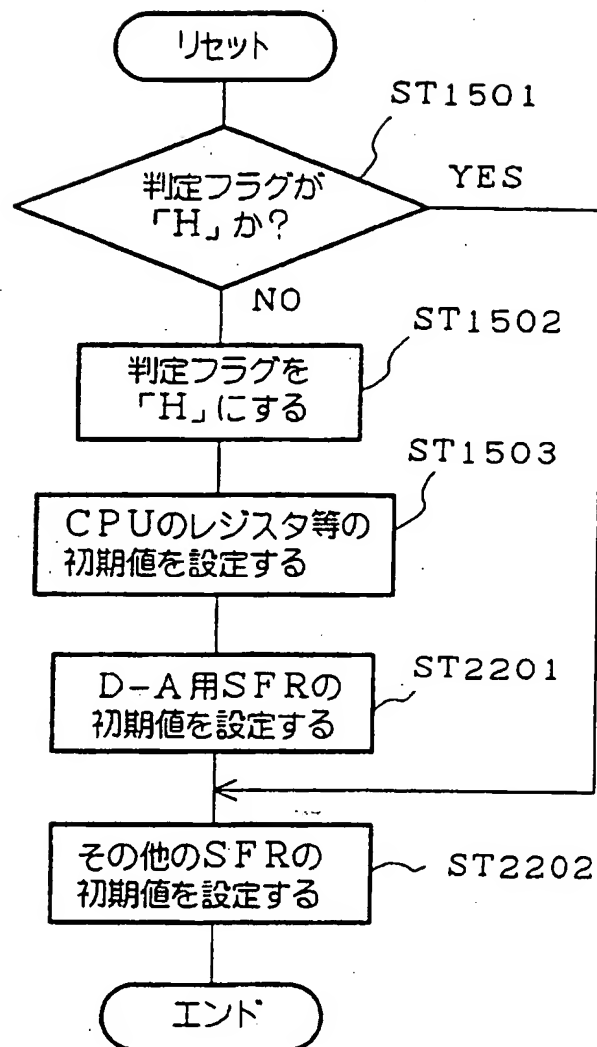 リセット
ST1501
判定フラグが
「H」か?
YES
NO
ST1502
判定フラグを
「H」にする
ST1503
CPUのレジスタ等の
初期値を設定する
ST2201
D-A用SFRの
初期値を設定する
その他のSFRの
初期値を設定する
ST2202
エンド